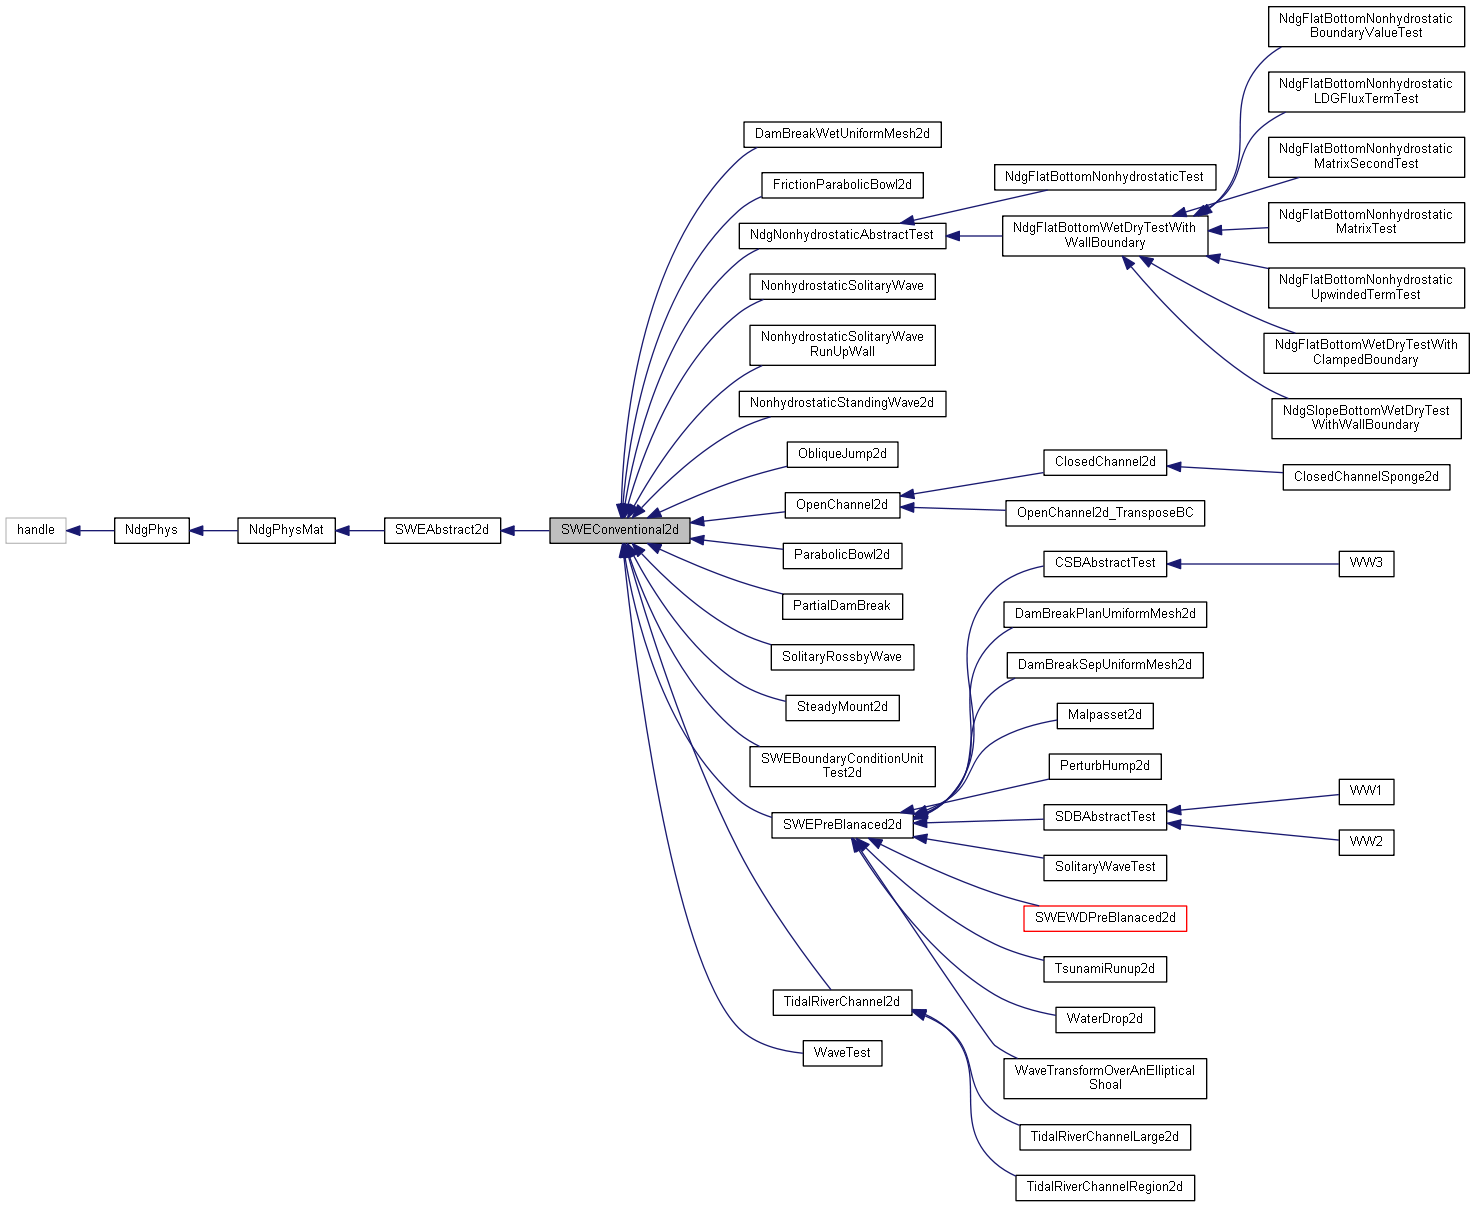 handle
NdgPhys
NdgPhysMat
SWEAbstract2d
SWEConventional2d
DamBreakWetUniformMesh2d
FrictionParabolicBowl2d
NdgNonhydrostaticAbstractTest
NonhydrostaticSolitaryWave
NonhydrostaticSolitaryWave
RunUpWall
NonhydrostaticStandingWave2d
ObliqueJump2d
OpenChannel2d
ParabolicBowl2d
PartialDamBreak
SolitaryRossbyWave
SteadyMount2d
SWEBoundaryConditionUnit
Test2d
SWEPreBlanaced2d
TidalRiverChannel2d
WaveTest
NdgFlatBottomNonhydrostaticTest
NdgFlatBottomWetDryTestWith
WallBoundary
ClosedChannel2d
OpenChannel2d_TransposeBC
CSBAbstractTest
DamBreakPlanUmiformMesh2d
DamBreakSepUniformMesh2d
Malpasset2d
PerturbHump2d
SDBAbstractTest
SolitaryWaveTest
SWEWDPreBlanaced2d
TsunamiRunup2d
WaterDrop2d
WaveTransformOverAnElliptical
Shoal
TidalRiverChannelLarge2d
TidalRiverChannelRegion2d
NdgFlatBottomNonhydrostatic
BoundaryValueTest
NdgFlatBottomNonhydrostatic
LDGFluxTermTest
NdgFlatBottomNonhydrostatic
MatrixSecondTest
NdgFlatBottomNonhydrostatic
MatrixTest
NdgFlatBottomNonhydrostatic
UpwindedTermTest
NdgFlatBottomWetDryTestWith
ClampedBoundary
NdgSlopeBottomWetDryTest
WithWallBoundary
ClosedChannelSponge2d
WW3
WW1
WW2